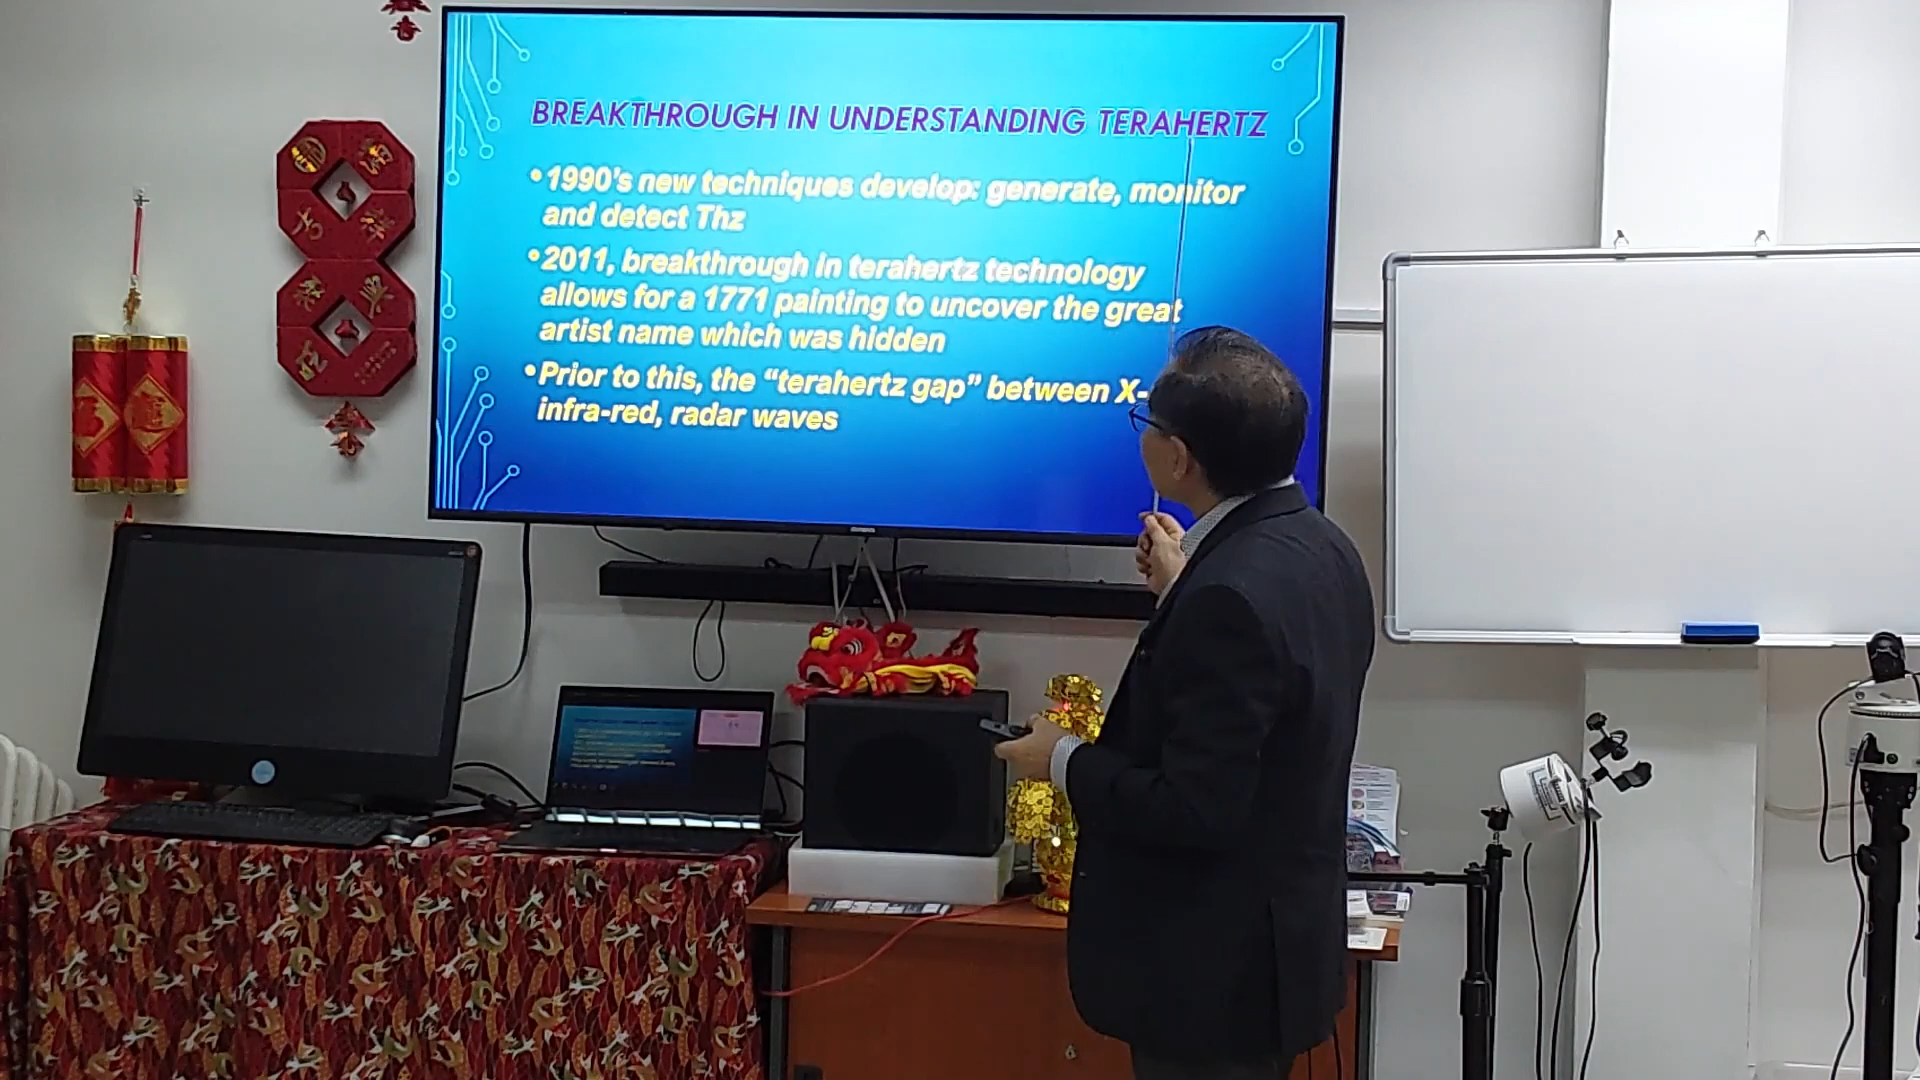 BREAKTHROUGH IN UNDERSTANDING TERAHERTZ
•1990's new techniques develop: generate, monitor
and detect Thz
•2011, breakthrough in terahertz technology
allows for a 1771 painting to uncover the great
artist name which was hidden
•Prior to this, the “terahertz gap” between X-
infra-red, radar waves